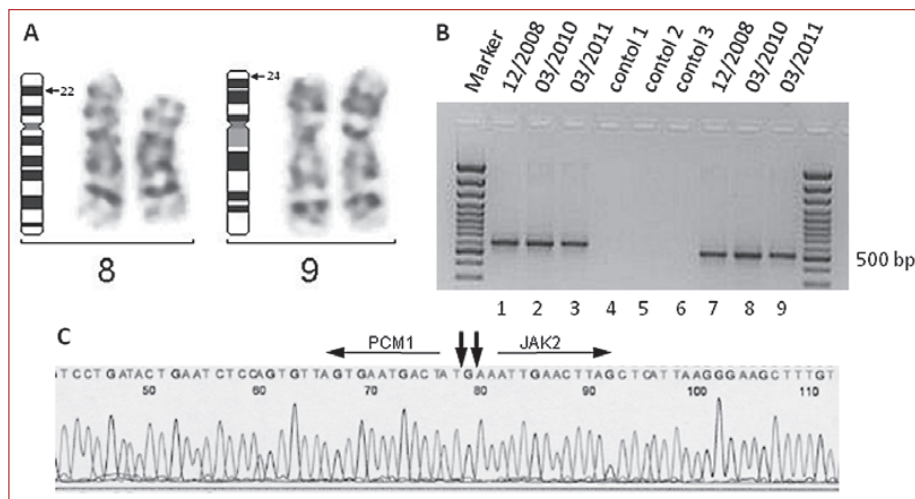 A
22
24
8
9
B
Marker
12/2008
03/2010
03/2011
contol 1
contol 2
contol 3
12/2008
03/2010
03/2011
500 bp
1 2 3 4 5 6 7 8 9
C
PCM1 JAK2
TCCTGATACTGAATCTCCAGTGTTAGTGAATGACTATGAAATTGAACTTAGCTCATTAAGGGAAGCTTTGT
50 60 70 80 90 100 110